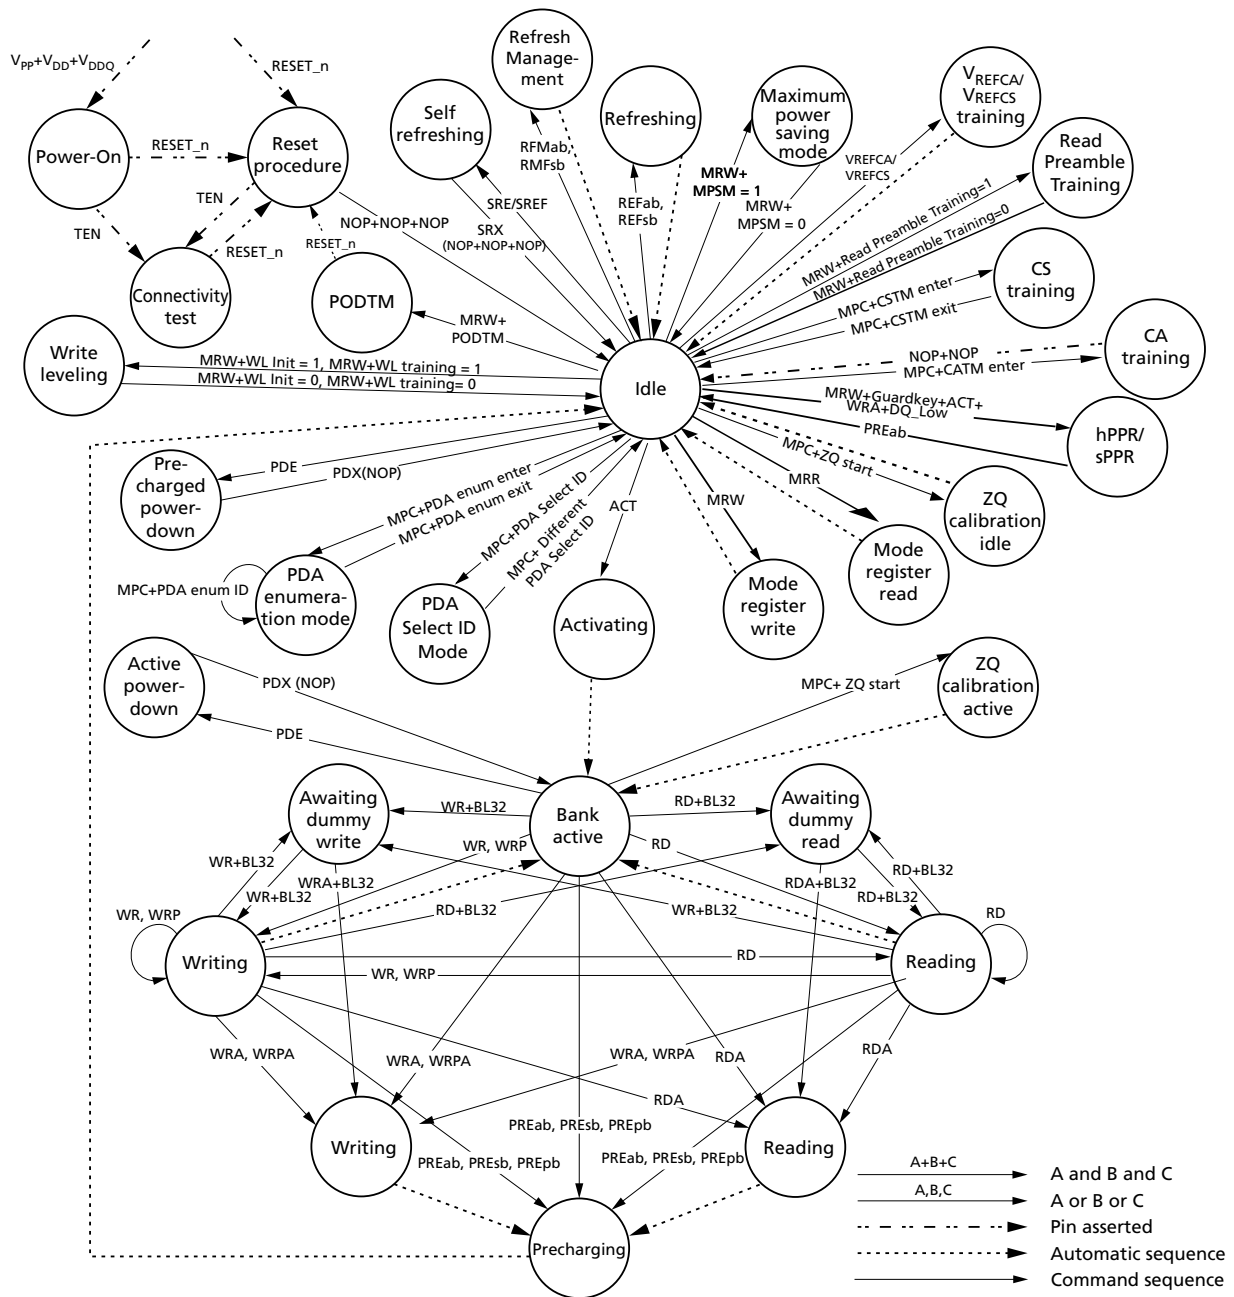 V_PP+V_DD+V_DDQ
RESET_n
Power-On
RESET_n
Reset
procedure
TEN
TEN
RESET_n
RESET_n
Connectivity
test
PODTM
MRW+
PODTM
NOP+NOP+NOP
Self
refreshing
SRE/SREF
SRX
(NOP+NOP+NOP)
Refresh
Manage-
ment
RFMab,
RMFsb
Refreshing
REFab,
REFsb
Maximum
power
saving
mode
MRW+
MPSM = 1
MRW+
MPSM = 0
V_REFCA/
V_REFCS
training
VREFCA/
VREFCS
Read
Preamble
Training
MRW+Read Preamble Training=1
MRW+Read Preamble Training=0
CS
training
MPC+CSTM enter
MPC+CSTM exit
CA
training
NOP+NOP
MPC+CATM enter
Write
leveling
MRW+WL Init = 1, MRW+WL training = 1
MRW+WL Init = 0, MRW+WL training= 0
Idle
MRW+Guardkey+ACT+
WRA+DQ_Low
PREab
hPPR/
sPPR
Pre-
charged
power-
down
PDE
PDX(NOP)
MPC+PDA enum enter
MPC+PDA enum exit
MPC+PDA enum ID
PDA
enumera-
tion mode
MPC+PDA Select ID
MPC+ Different
PDA Select ID
PDA
Select ID
Mode
ACT
Activating
MRW
Mode
register
write
MRR
Mode
register
read
MPC+ZQ start
ZQ
calibration
idle
Active
power-
down
PDX (NOP)
PDE
MPC+ ZQ start
ZQ
calibration
active
Bank
active
Awaiting
dummy
write
WR+BL32
RD+BL32
Awaiting
dummy
read
WR, WRP
RD
WR+BL32
WR+BL32
WRA+BL32
RD+BL32
WR+BL32
RDA+BL32
RD+BL32
RD+BL32
WR, WRP
RD
Writing
RD
WR, WRP
Reading
WRA, WRPA
WRA, WRPA
RDA
WRA, WRPA
RDA
RDA
Writing
PREab, PREsb, PREpb
PREab, PREsb, PREpb
PREab, PREsb, PREpb
Reading
Precharging
A+B+C
A and B and C
A,B,C
A or B or C
Pin asserted
Automatic sequence
Command sequence